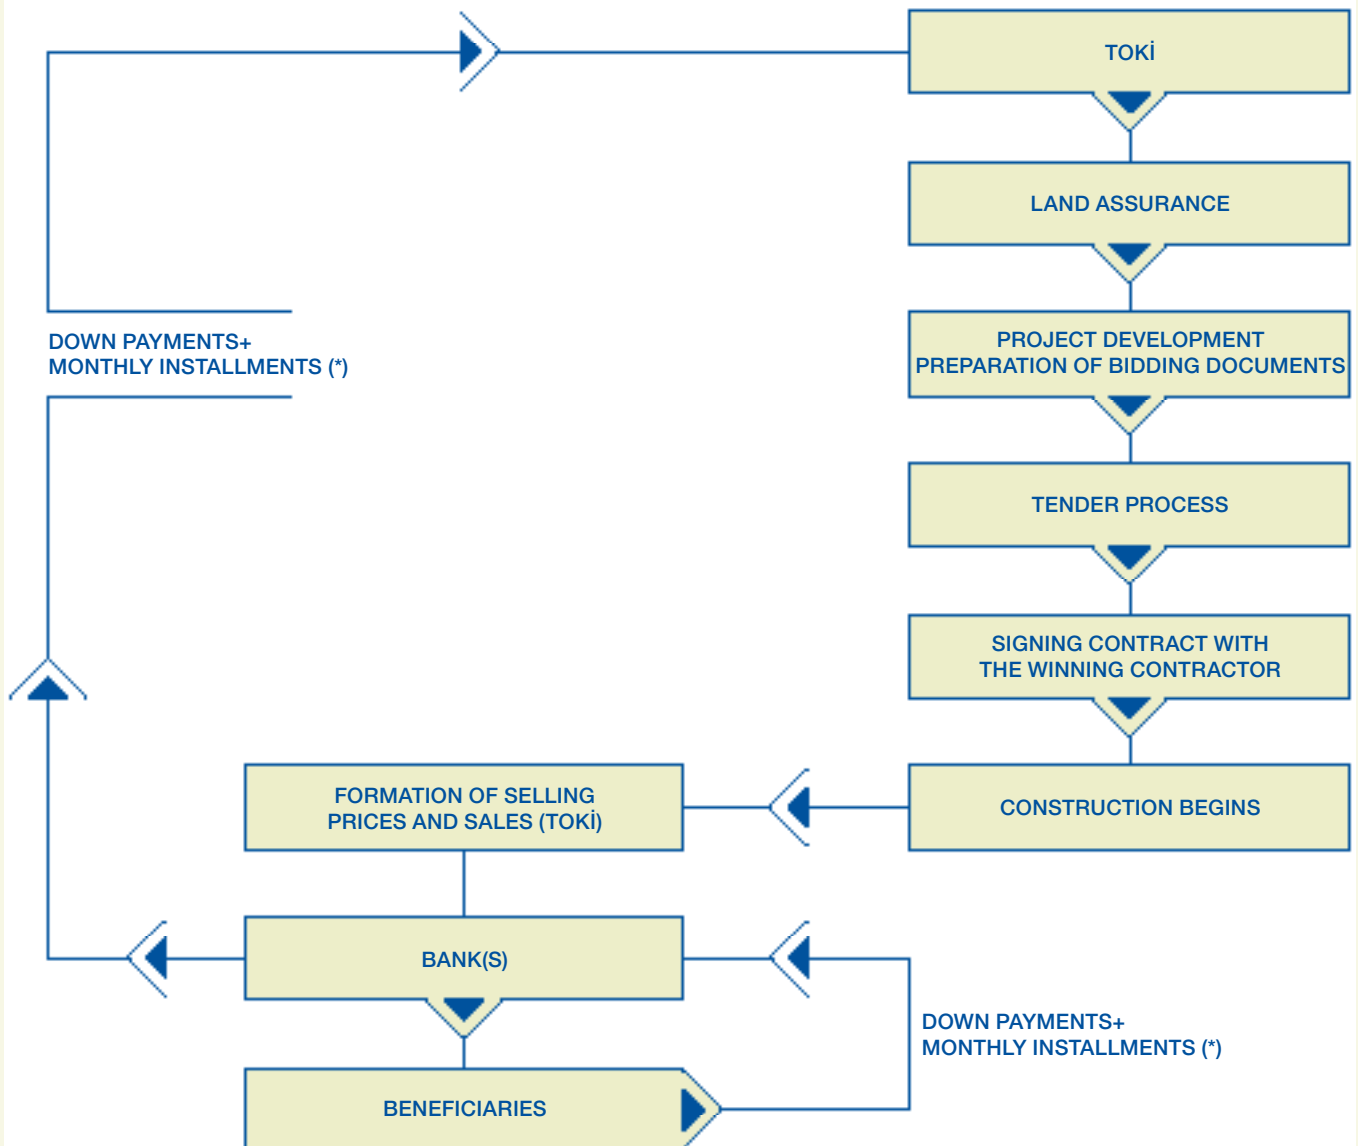 TOKİ
LAND ASSURANCE
DOWN PAYMENTS+
MONTHLY INSTALLMENTS (*)
PROJECT DEVELOPMENT
PREPARATION OF BIDDING DOCUMENTS
TENDER PROCESS
SIGNING CONTRACT WITH
THE WINNING CONTRACTOR
CONSTRUCTION BEGINS
FORMATION OF SELLING
PRICES AND SALES (TOKİ)
BANK(S)
DOWN PAYMENTS+
MONTHLY INSTALLMENTS (*)
BENEFICIARIES